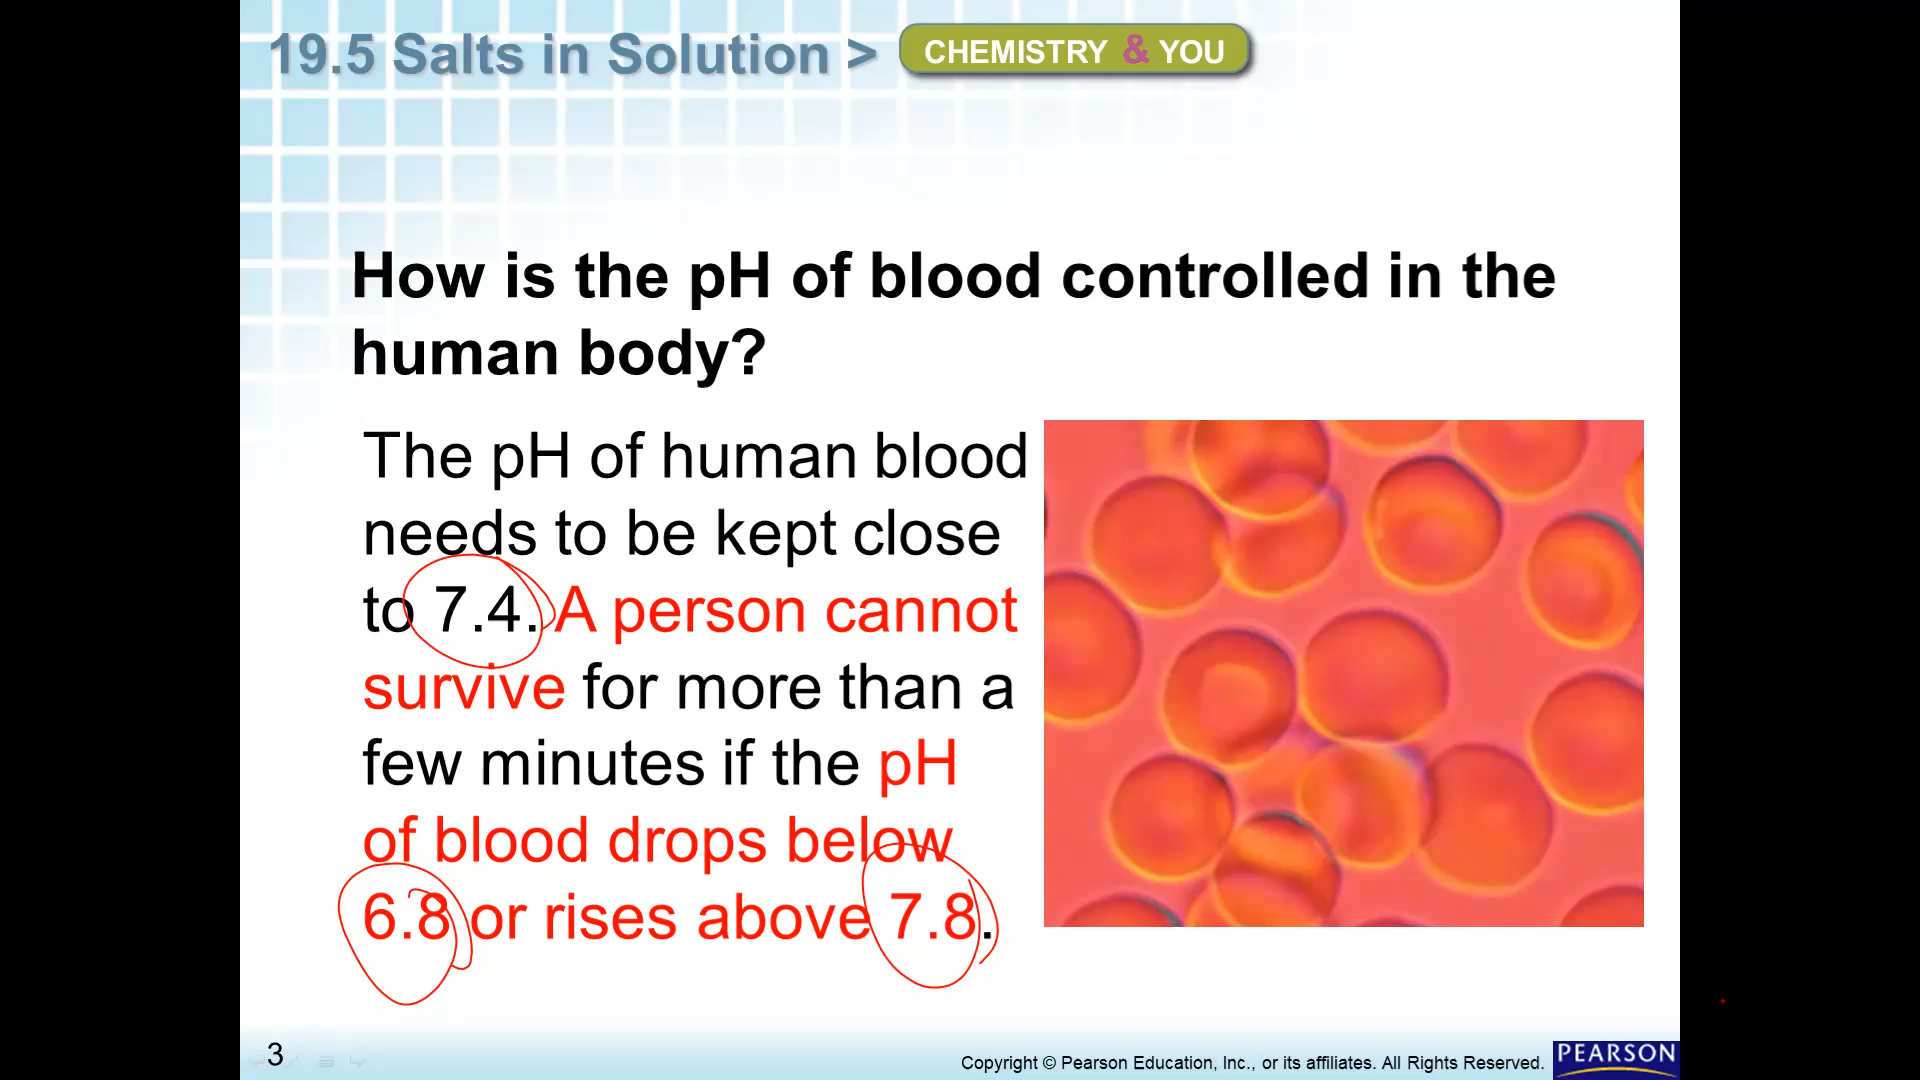 19.5 Salts in Solution > CHEMISTRY & YOU
How is the pH of blood controlled in the
human body?
The pH of human blood
needs to be kept close
to 7.4. A person cannot
survive for more than a
few minutes if the pH
of blood drops below
6.8 or rises above 7.8.
3
Copyright © Pearson Education, Inc., or its affiliates. All Rights Reserved.
PEARSON